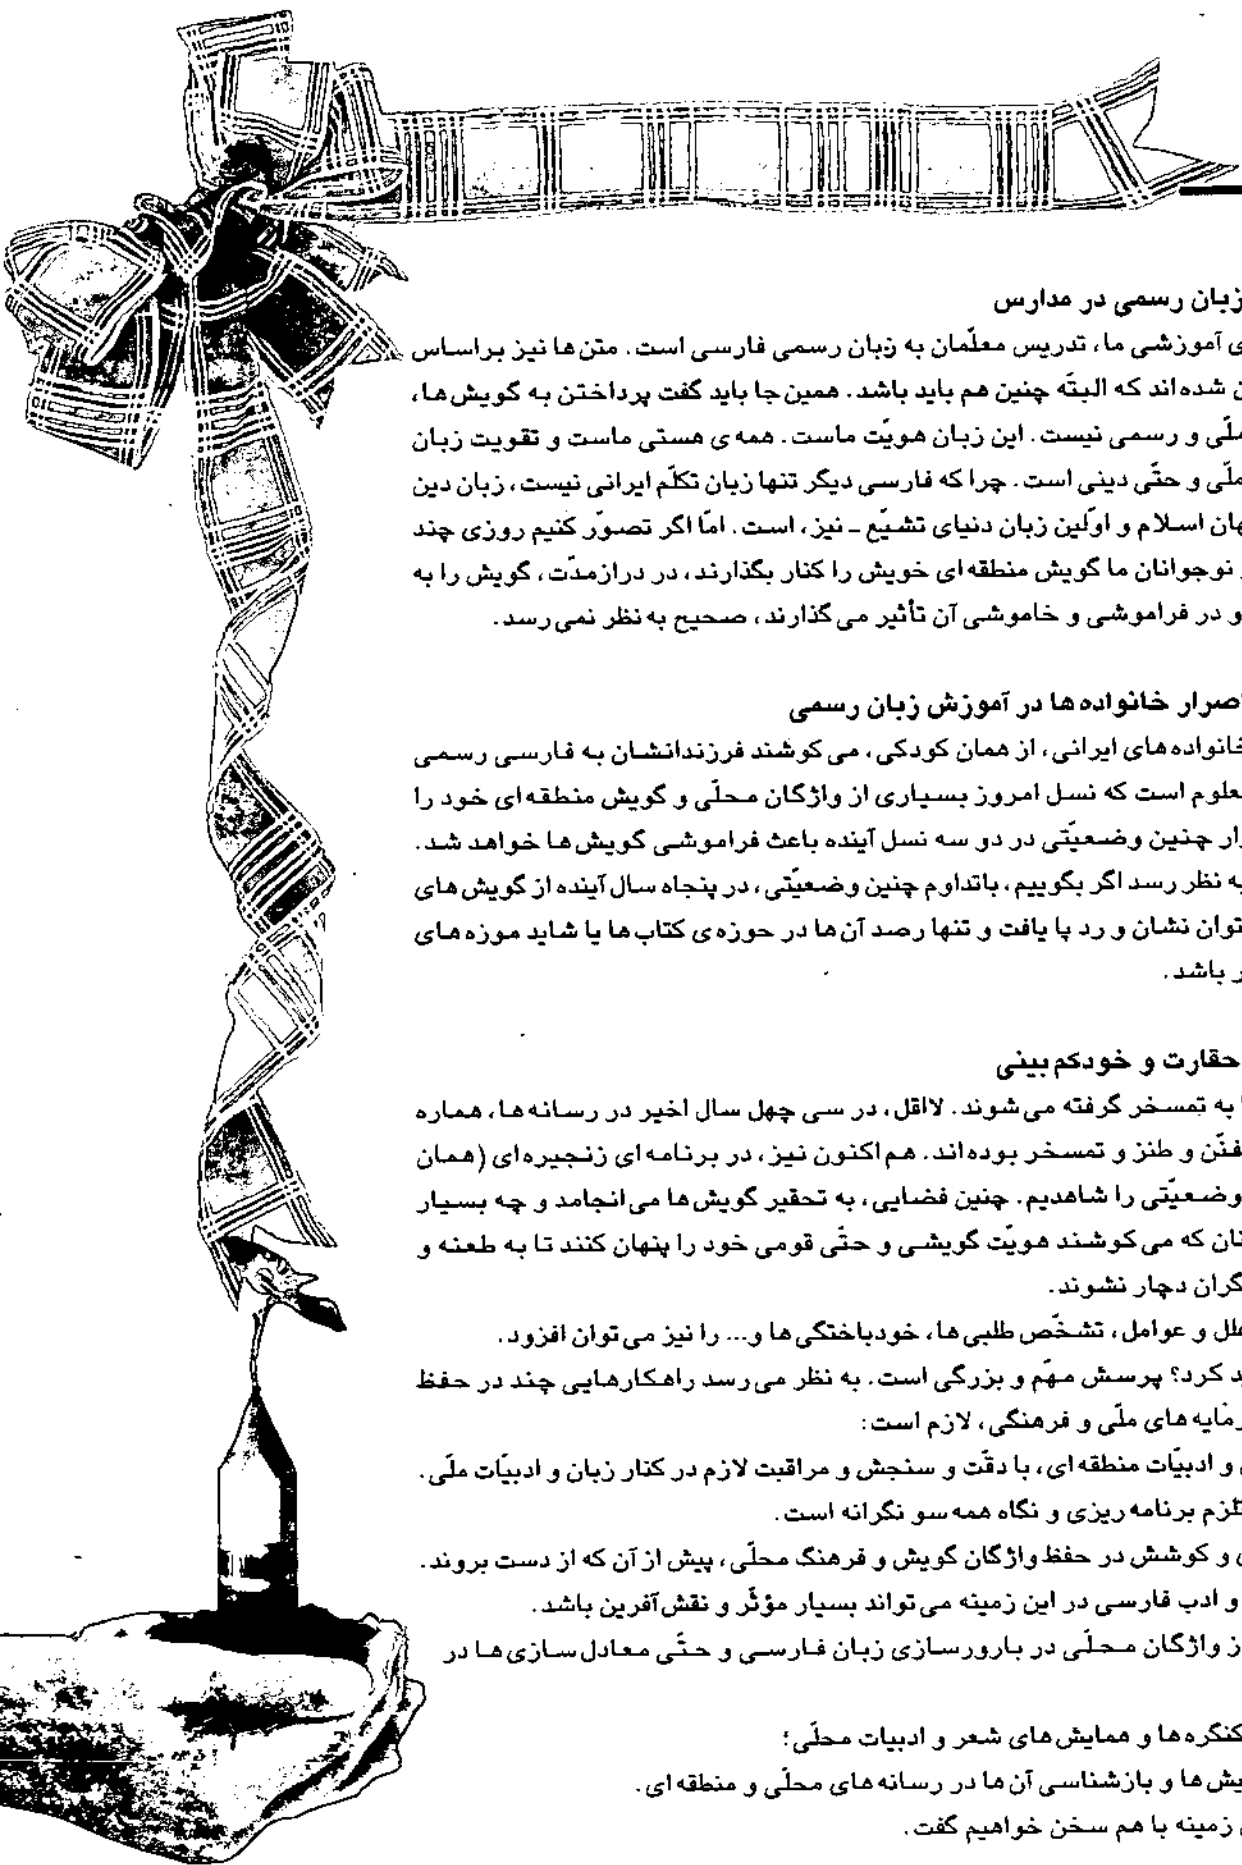 زبان رسمی در مدارس
ی آموزشی ما، تدریس معلّمان به زبان رسمی فارسی است. متن‌ها نیز براساس
ن شده‌اند که البتّه چنین هم باید باشد. همین‌جا باید گفت پرداختن به گویش‌ها،
ملّی و رسمی نیست. این زبان هویّت ماست. همه‌ی هستی ماست و تقویت زبان
ملّی و حتّی دینی است. چرا که فارسی دیگر تنها زبان تکلّم ایرانی نیست، زبان دین
هان اسلام و اوّلین زبان دنیای تشیّع ـ نیز، است. امّا اگر تصوّر کنیم روزی چند
نوجوانان ما گویش منطقه‌ای خویش را کنار بگذارند، در درازمدّت، گویش را به
و در فراموشی و خاموشی آن تأثیر می‌گذارند، صحیح به‌نظر نمی‌رسد.
صرار خانواده‌ها در آموزش زبان رسمی
خانواده‌های ایرانی، از همان کودکی، می‌کوشند فرزندانشان به فارسی رسمی
علوم است که نسل امروز بسیاری از واژگان محلّی و گویش منطقه‌ای خود را
رار چنین وضعیّتی در دو سه نسل آینده باعث فراموشی گویش‌ها خواهد شد.
به نظر رسد اگر بگوییم، باتداوم چنین وضعیّتی، در پنجاه سال آینده از گویش‌های
توان نشان و رد پا یافت و تنها رصد آن‌ها در حوزه‌ی کتاب‌ها یا شاید موزه‌های
ر باشد.
حقارت و خودکم‌بینی
به تمسخر گرفته می‌شوند. لااقل، در سی چهل سال اخیر در رسانه‌ها، هماره
فنّن و طنز و تمسخر بوده‌اند. هم‌اکنون نیز، در برنامه‌ای زنجیره‌ای (همان
وضعیّتی را شاهدیم. چنین فضایی، به تحقیر گویش‌ها می‌انجامد و چه بسیار
نان که می‌کوشند هویّت گویشی و حتّی قومی خود را پنهان کنند تا به طعنه و
گران دچار نشوند.
علل و عوامل، تشخّص طلبی‌ها، خودباختگی‌ها و... را نیز می‌توان افزود.
ید کرد؟ پرسش مهّم و بزرگی است. به نظر می‌رسد راهکارهایی چند در حفظ
رمایه‌های ملّی و فرهنگی، لازم است:
و ادبیّات منطقه‌ای، با دقّت و سنجش و مراقبت لازم در کنار زبان و ادبیّات ملّی.
تلزم برنامه‌ریزی و نگاه همه‌سو نگرانه است.
ی و کوشش در حفظ واژگان گویش و فرهنگ محلّی، پیش از آن که از دست بروند.
و ادب فارسی در این زمینه می‌تواند بسیار مؤثّر و نقش‌آفرین باشد.
ز واژگان محلّی در بارورسازی زبان فارسی و حتّی معادل‌سازی‌ها در
کنگره‌ها و همایش‌های شعر و ادبیات محلّی؛
یش‌ها و بازشناسی آن‌ها در رسانه‌های محلّی و منطقه‌ای.
زمینه با هم سخن خواهیم گفت.